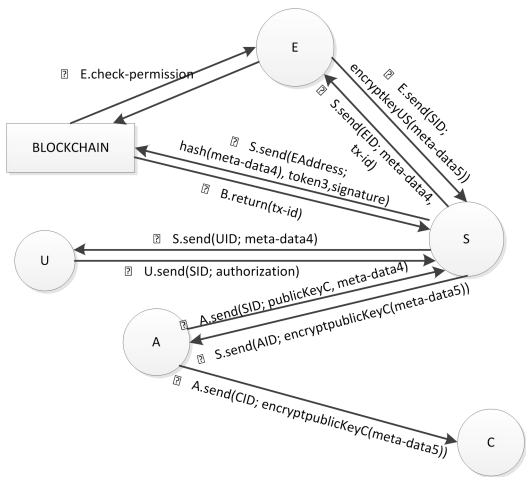 E
E.check-permission
E.send(SID;
encryptkeyUS(meta-data5))
S.send(EID; meta-data4,
tx-id)
BLOCKCHAIN
S.send(EAddress;
hash(meta-data4), token3,signature)
B.return(tx-id)
S
S.send(UID; meta-data4)
U
U.send(SID; authorization)
A.send(SID; publicKeyC, meta-data4)
A
S.send(AID; encryptpublicKeyC(meta-data5))
A.send(CID; encryptpublicKeyC(meta-data5))
C